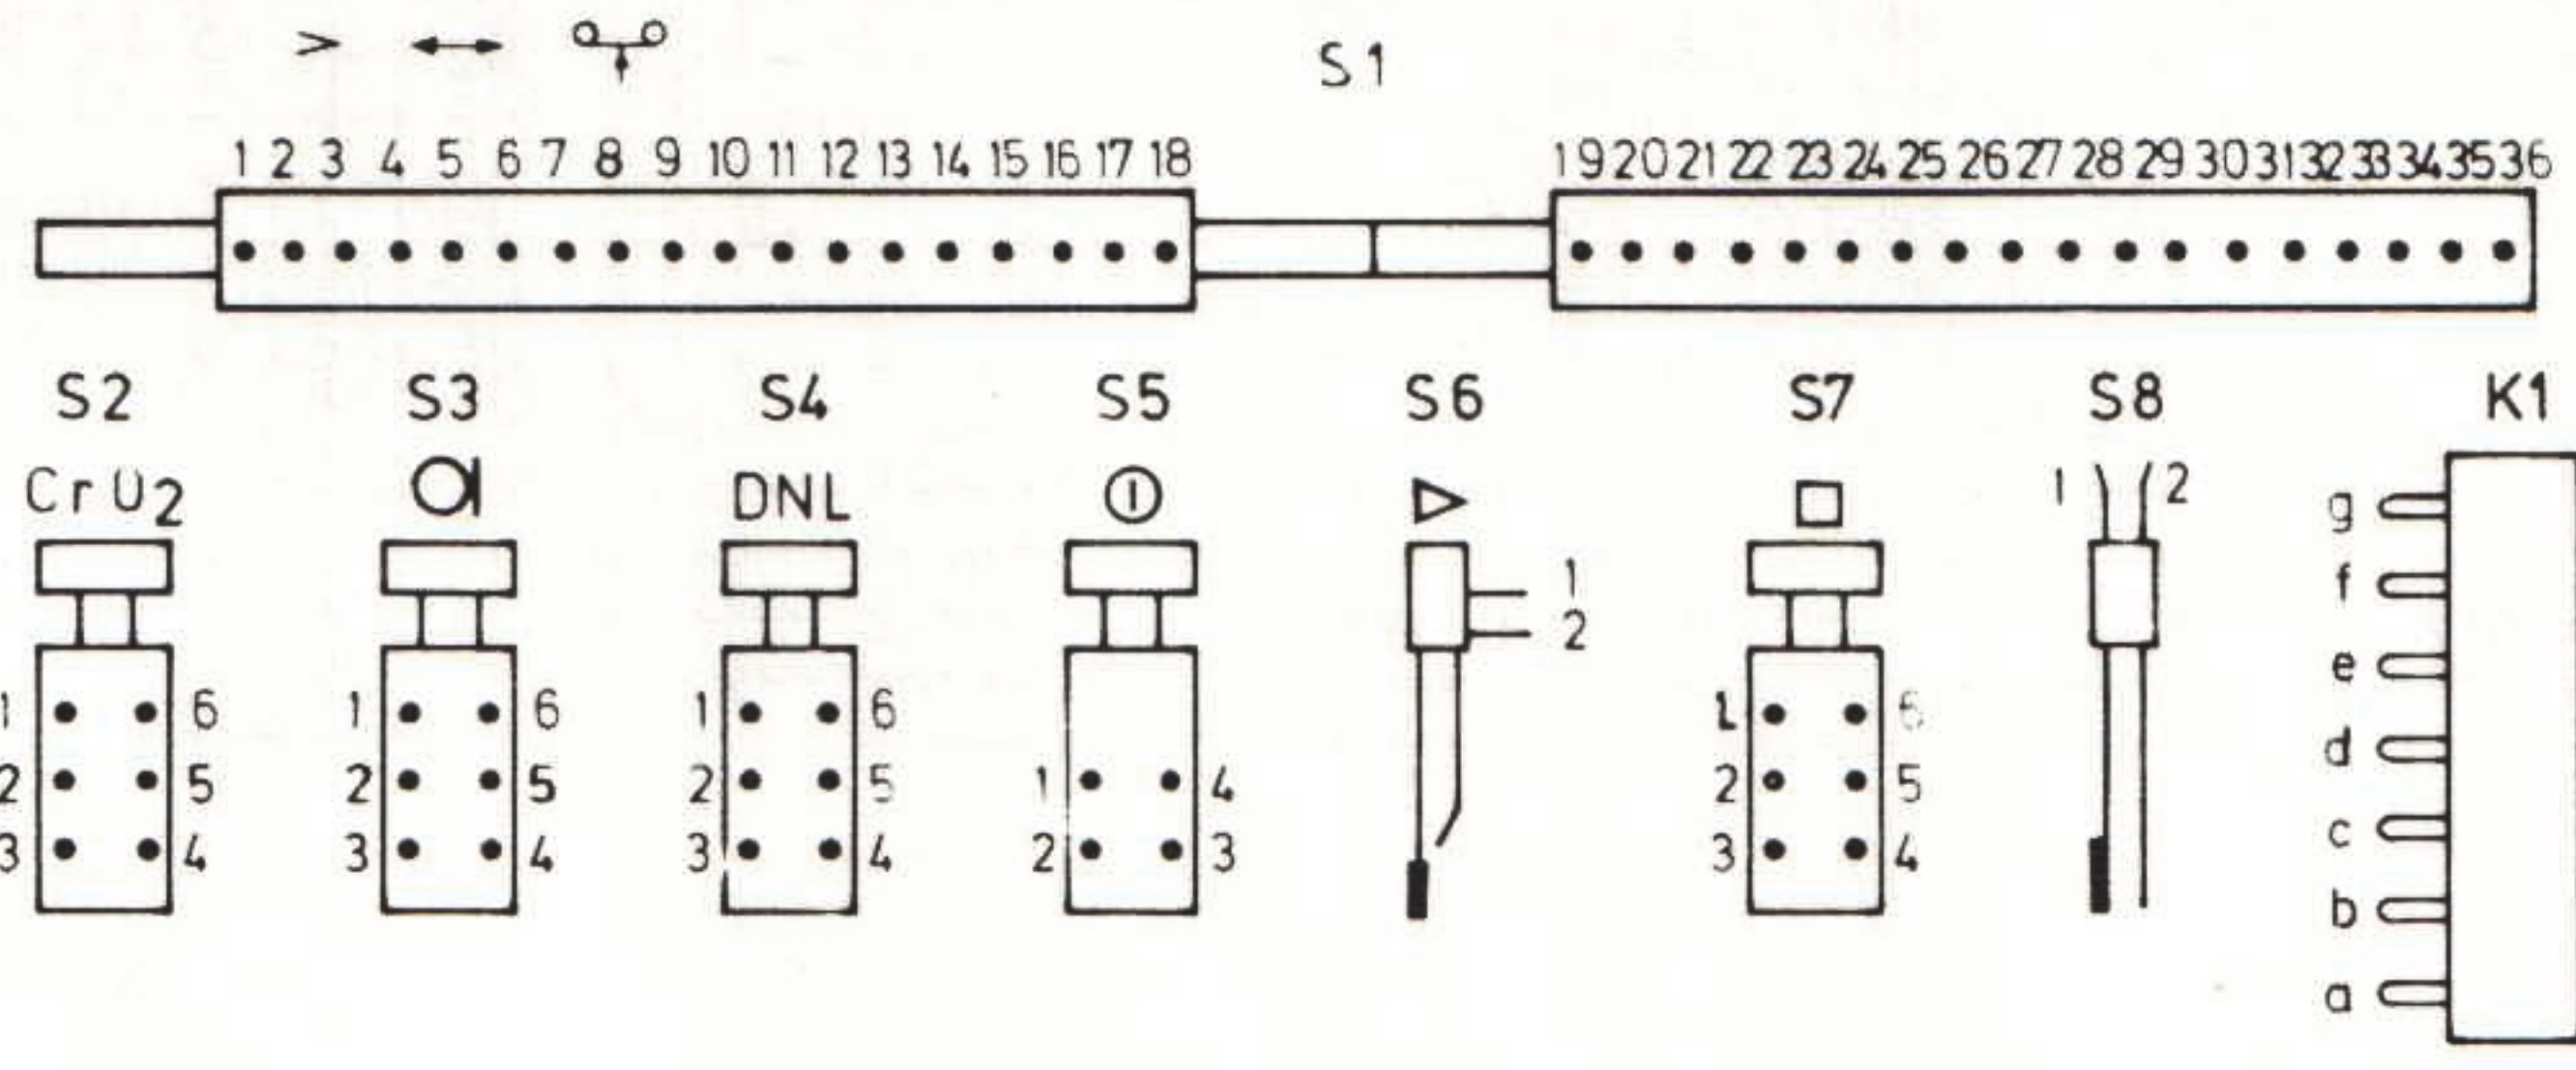 S1
1 2 3 4 5 6 7 8 9 10 11 12 13 14 15 16 17 18 19 20 21 22 23 24 25 26 27 28 29 30 31 32 33 34 35 36
S2 S3 S4 S5 S6 S7 S8 K1
CrO2 DNL 1 2 g
1 f
2
e
1 6 1 6 1 6 1 6
d
2 5 2 5 2 5 1 4 2 5
c
3 4 3 4 3 4 2 3 3 4
b
a